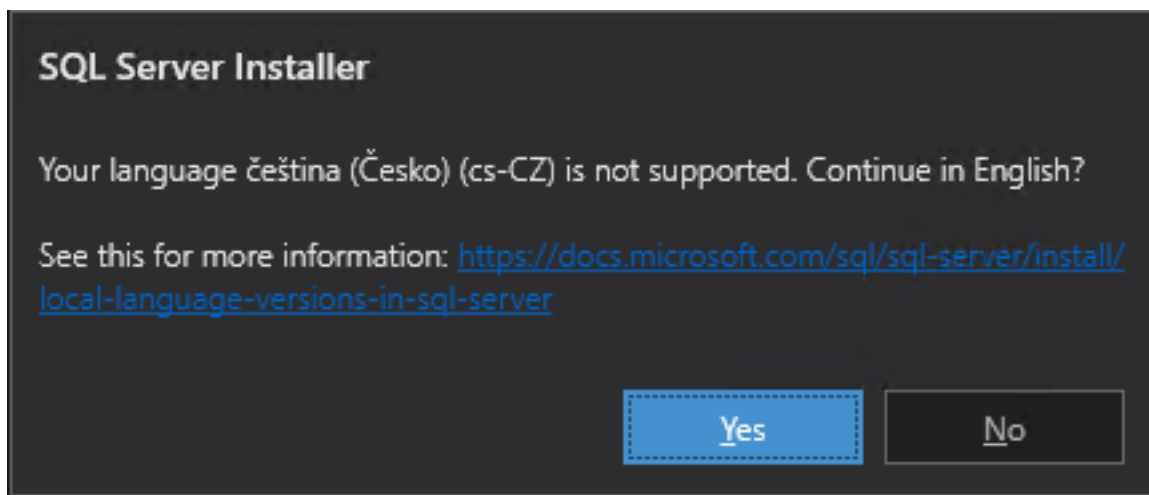 SQL Server Installer
Your language čeština (Česko) (cs-CZ) is not supported. Continue in English?
See this for more information: https://docs.microsoft.com/sql/sql-server/install/
local-language-versions-in-sql-server
Yes
No